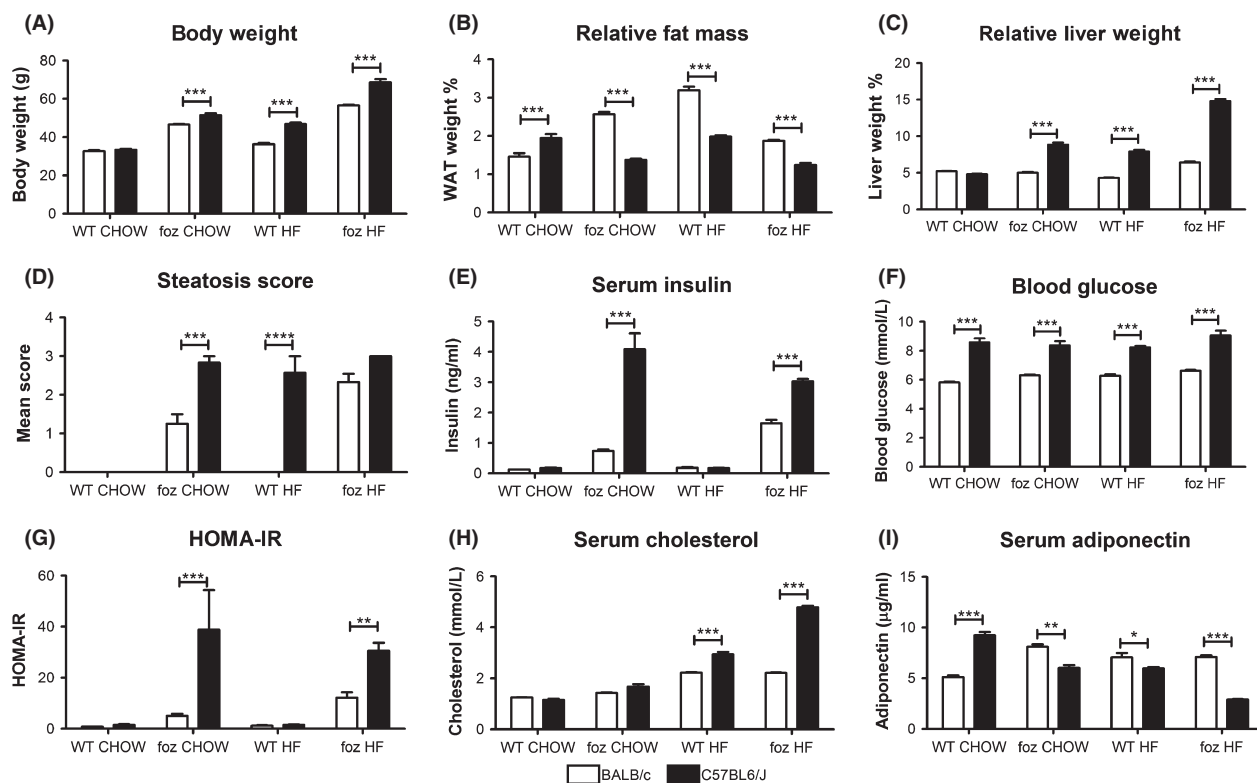 (A)
Body weight
Body weight (g)
80
60
40
20
0
***
***
***
WT CHOW foz CHOW WT HF foz HF
(B)
Relative fat mass
WAT weight %
4
3
2
1
0
***
***
***
***
WT CHOW foz CHOW WT HF foz HF
(C)
Relative liver weight
Liver weight %
20
15
10
5
0
***
***
***
WT CHOW foz CHOW WT HF foz HF
(D)
Steatosis score
Mean score
4
3
2
1
0
***
****
WT CHOW foz CHOW WT HF foz HF
(E)
Serum insulin
Insulin (ng/ml)
5
4
3
2
1
0
***
***
WT CHOW foz CHOW WT HF foz HF
(F)
Blood glucose
Blood glucose (mmol/L)
10
8
6
4
2
0
***
***
***
***
WT CHOW foz CHOW WT HF foz HF
(G)
HOMA-IR
HOMA-IR
60
40
20
0
***
**
WT CHOW foz CHOW WT HF foz HF
(H)
Serum cholesterol
Cholesterol (mmol/L)
6
4
2
0
***
***
WT CHOW foz CHOW WT HF foz HF
(I)
Serum adiponectin
Adiponectin (µg/ml)
15
10
5
0
***
**
*
***
WT CHOW foz CHOW WT HF foz HF
BALB/c C57BL6/J